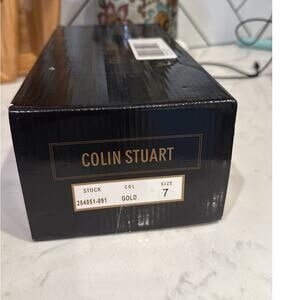 COLIN STUART
STOCK COL SIZE
254051-091 GOLD 7